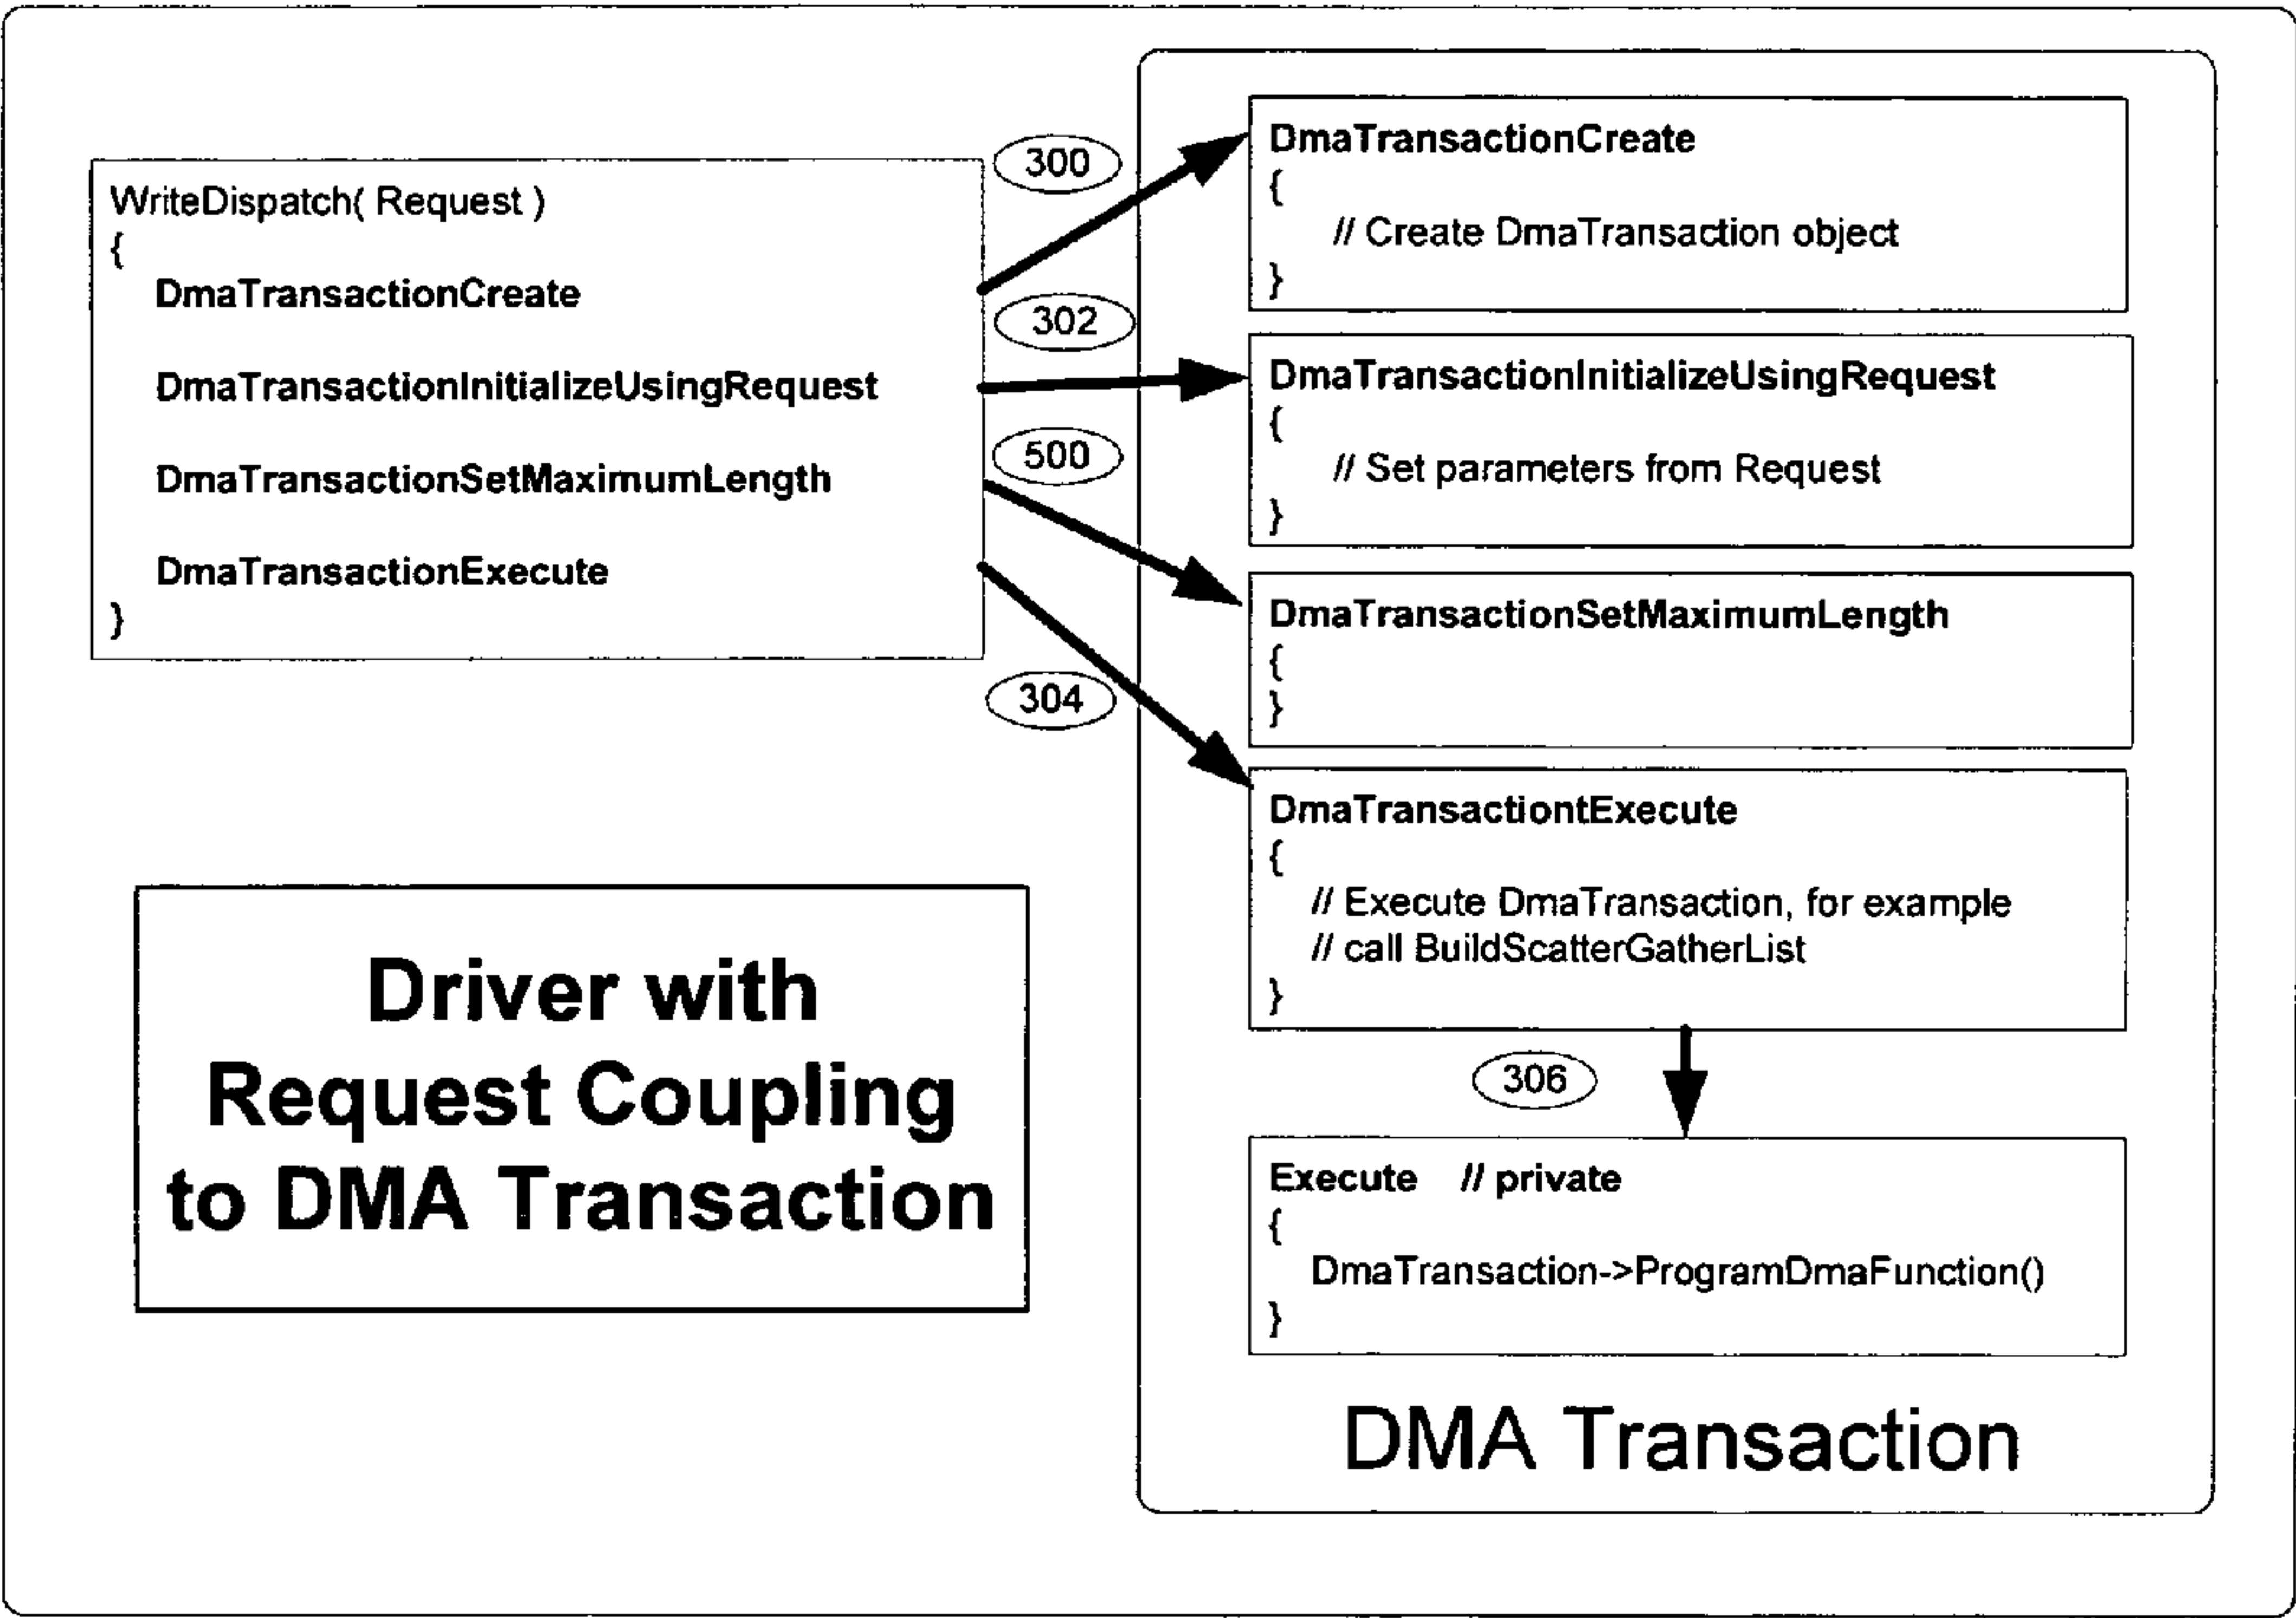 WriteDispatch( Request )
{
DmaTransactionCreate
DmaTransactionInitializeUsingRequest
DmaTransactionSetMaximumLength
DmaTransactionExecute
}
300
302
500
304
DmaTransactionCreate
{
// Create DmaTransaction object
}
DmaTransactionInitializeUsingRequest
{
// Set parameters from Request
}
DmaTransactionSetMaximumLength
{
}
DmaTransactiontExecute
{
// Execute DmaTransaction, for example
// call BuildScatterGatherList
}
306
Execute // private
{
DmaTransaction->ProgramDmaFunction()
}
DMA Transaction
Driver with
Request Coupling
to DMA Transaction